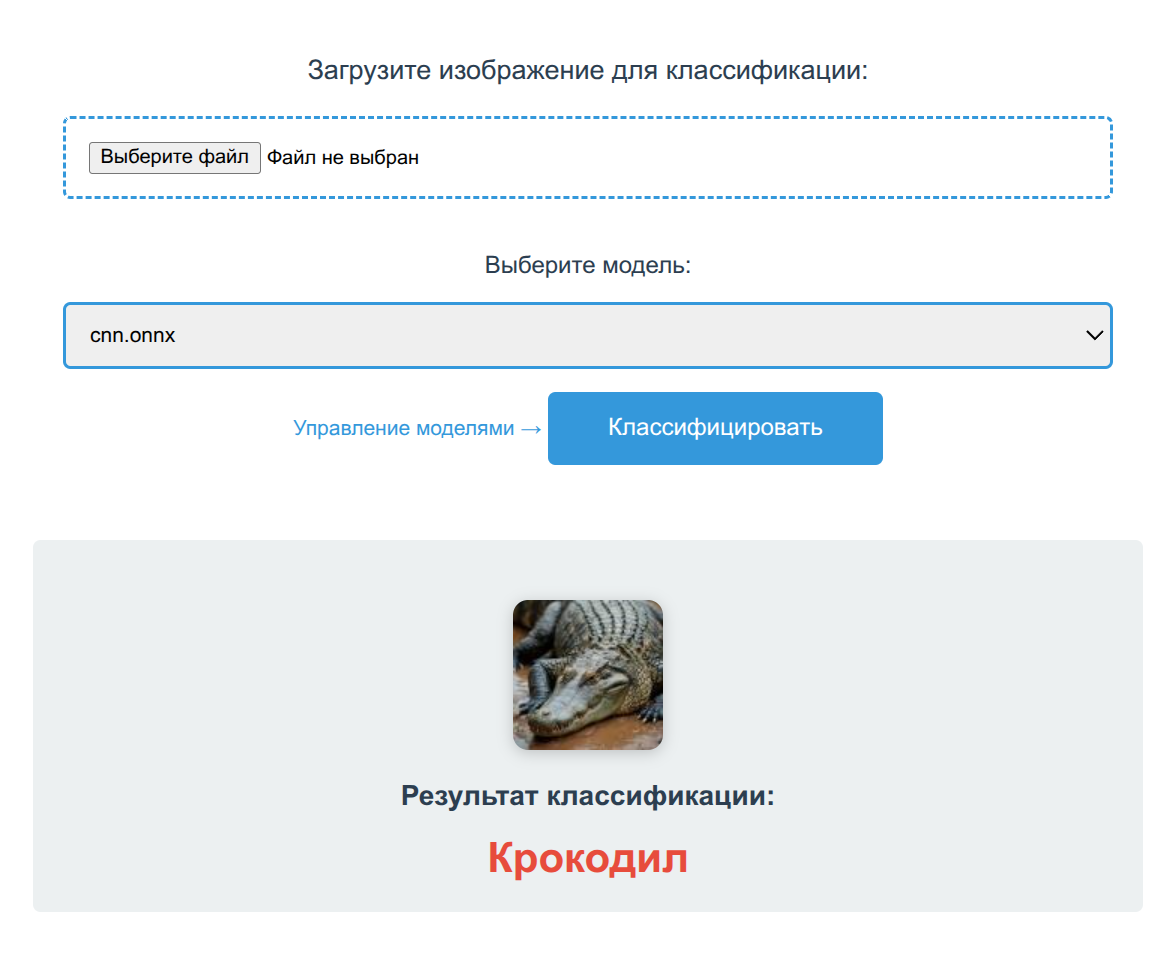 Загрузите изображение для классификации:
Выберите файл Файл не выбран
Выберите модель:
cnn.onnx
Управление моделями → Классифицировать
Результат классификации:
Крокодил